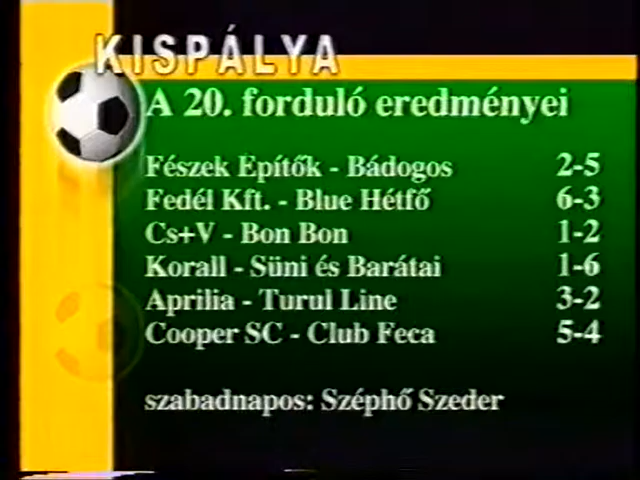 KISPÁLYA
A 20. forduló eredményei
Fészek Epítők - Bádogos 2-5
Fedél Kft. - Blue Hétfő 6-3
Cs+V - Bon Bon 1-2
Korall - Süni és Barátai 1-6
Aprilia - Turul Line 3-2
Cooper SC - Club Feca 5-4
szabadnapos: Széphő Szeder